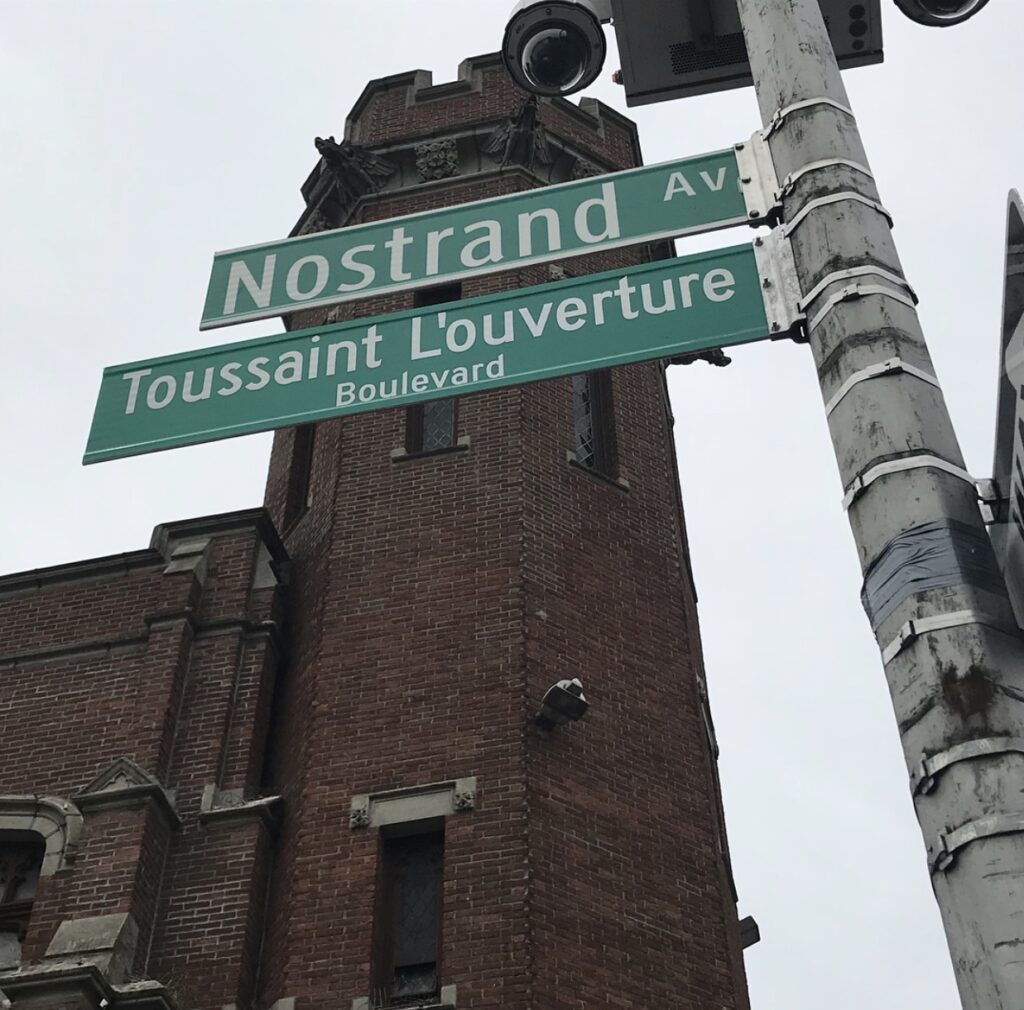 Nostrand Av
Toussaint L'ouverture
Boulevard